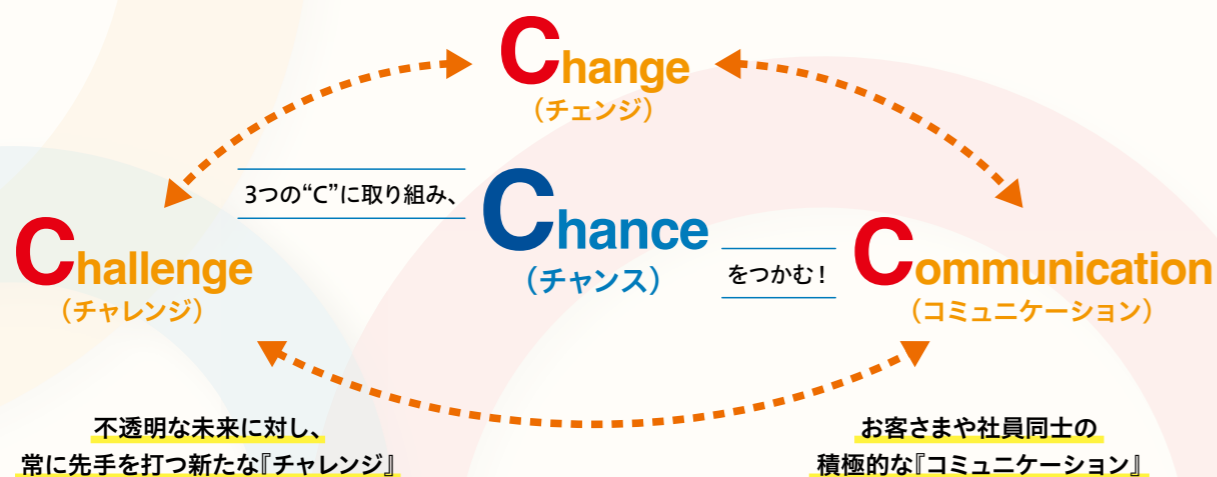 Change
（チェンジ）
3つの“C”に取り組み、
Chance
（チャンス）
をつかむ！
Challenge
（チャレンジ）
Communication
（コミュニケーション）
不透明な未来に対し、
常に先手を打つ新たな『チャレンジ』
お客さまや社員同士の
積極的な『コミュニケーション』